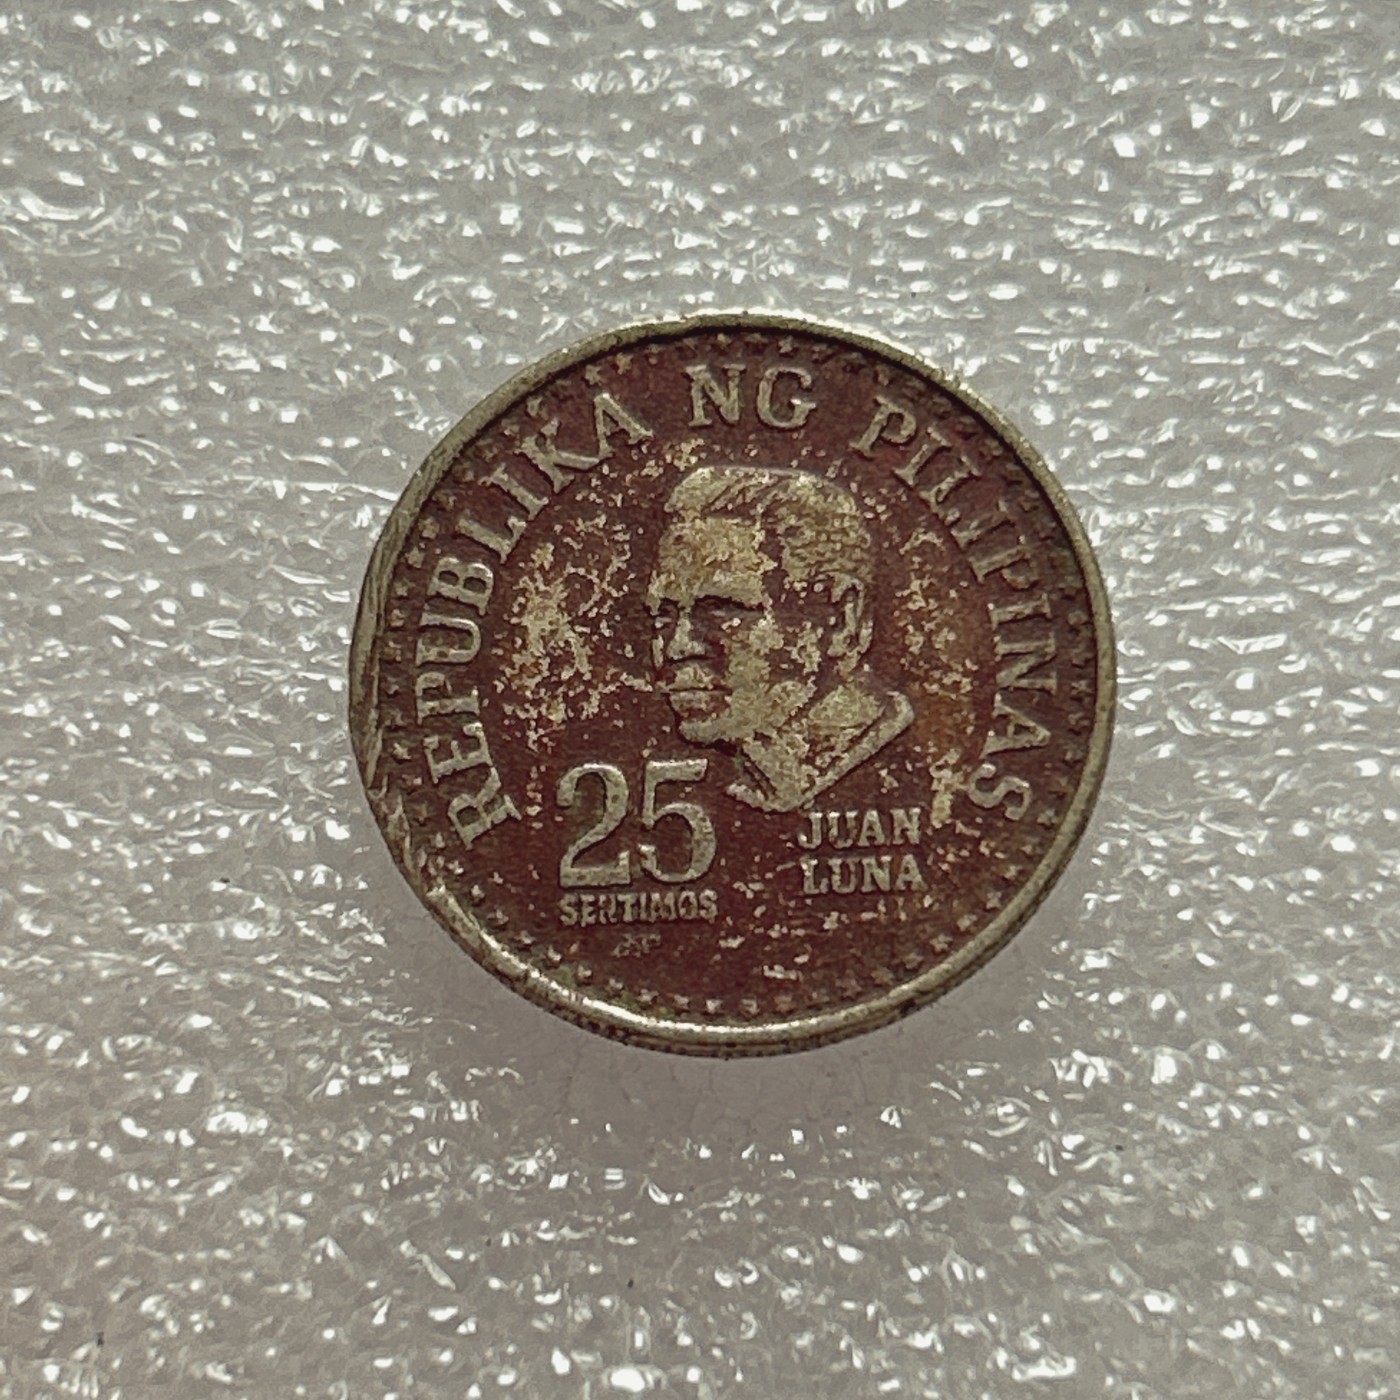 REPUBLIKA NG PILIPINAS
25
SENTIMOS
JUAN
LUNA